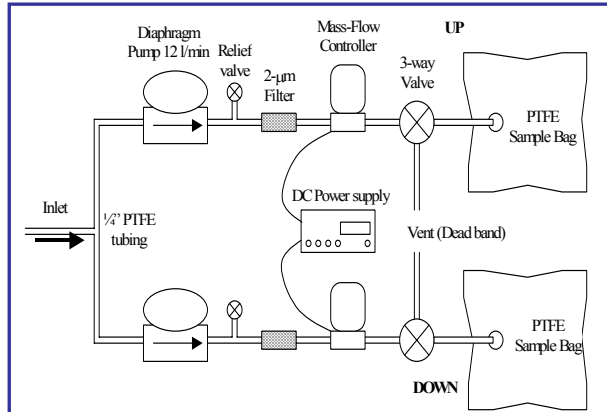 Diaphragm
Pump 12 l/min
Relief
valve
2-μm
Filter
Mass-Flow
Controller
3-way
Valve
UP
PTFE
Sample Bag
Inlet
¼” PTFE
tubing
DC Power supply
Vent (Dead band)
PTFE
Sample Bag
DOWN